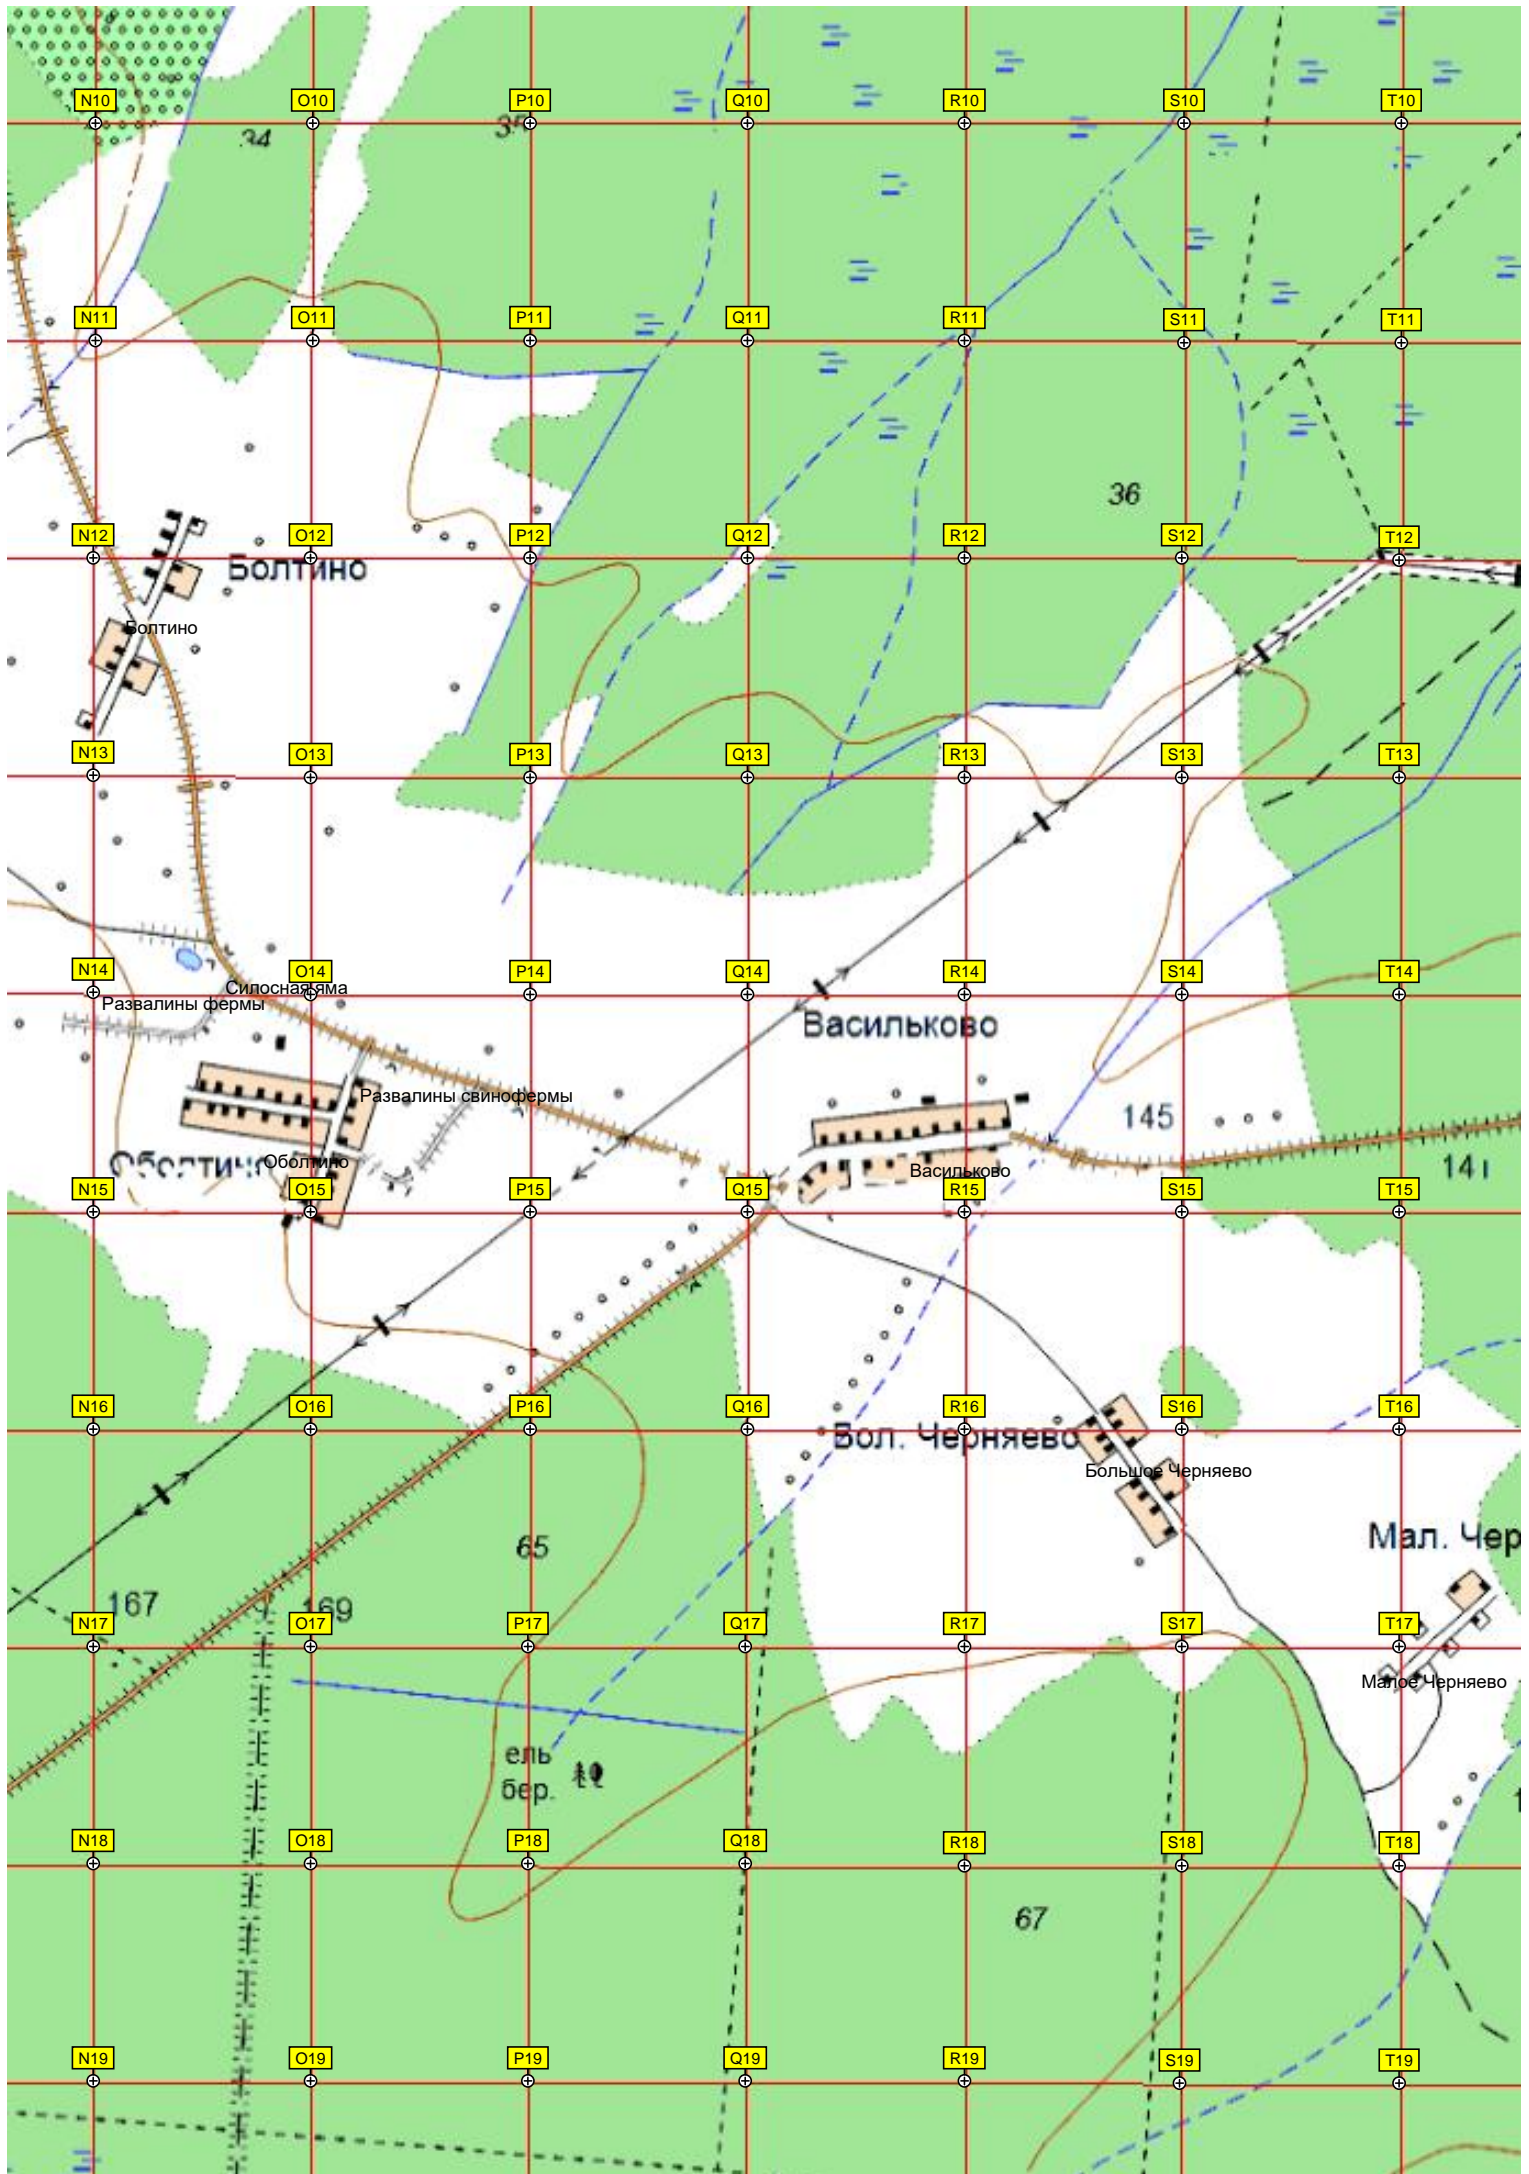 N10 O10 P10 Q10 R10 S10 T10
34
N11 O11 P11 Q11 R11 S11 T11
36
N12 O12 P12 Q12 R12 S12 T12
Болтино
Болтино
N13 O13 P13 Q13 R13 S13 T13
N14 O14 P14 Q14 R14 S14 T14
Силосная яма
Развалины фермы
Васильково
Развалины свинофермы
145
Оболтино
Оболтино
Васильково
141
N15 O15 P15 Q15 R15 S15 T15
N16 O16 P16 Q16 R16 S16 T16
Бол. Черняево
Большое Черняево
65
Мал. Чер
167
169
N17 O17 P17 Q17 R17 S17 T17
Малое Черняево
ель
бер.
N18 O18 P18 Q18 R18 S18 T18
67
N19 O19 P19 Q19 R19 S19 T19